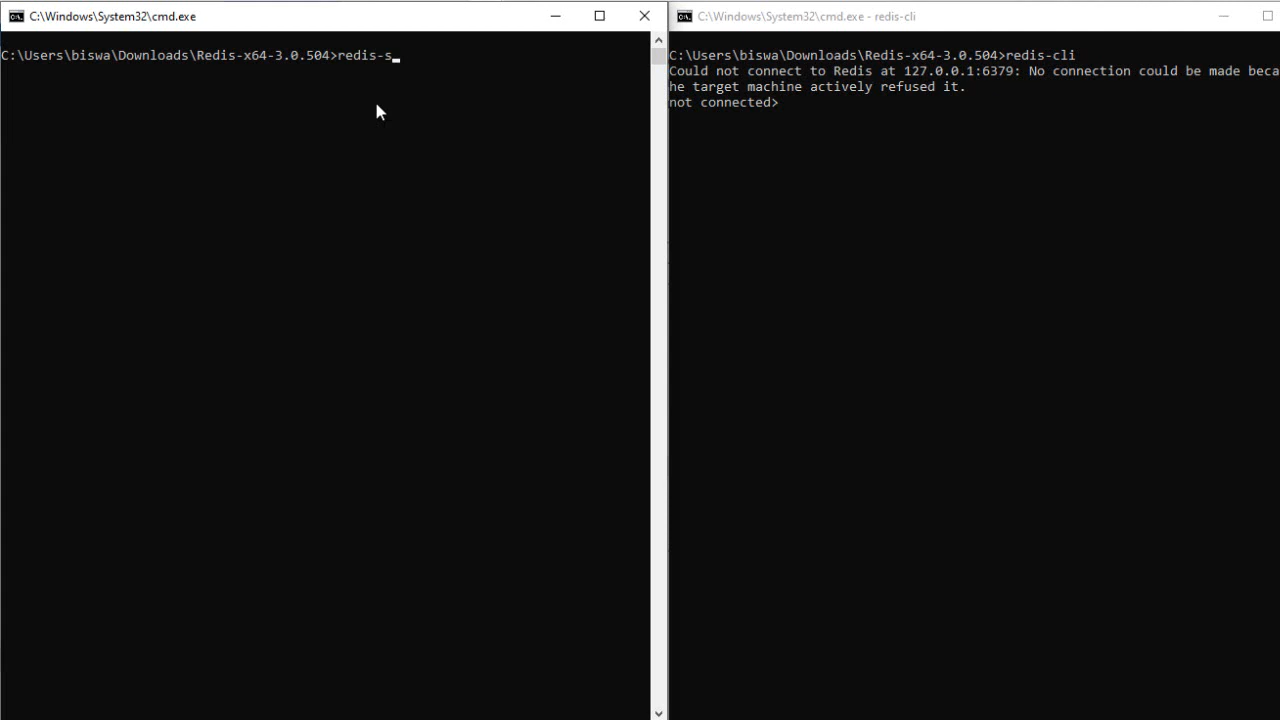 C:\Windows\System32\cmd.exe
C:\Users\biswa\Downloads\Redis-x64-3.0.504>redis-s_
C:\Windows\System32\cmd.exe - redis-cli
C:\Users\biswa\Downloads\Redis-x64-3.0.504>redis-cli
Could not connect to Redis at 127.0.0.1:6379: No connection could be made beca
he target machine actively refused it.
not connected>